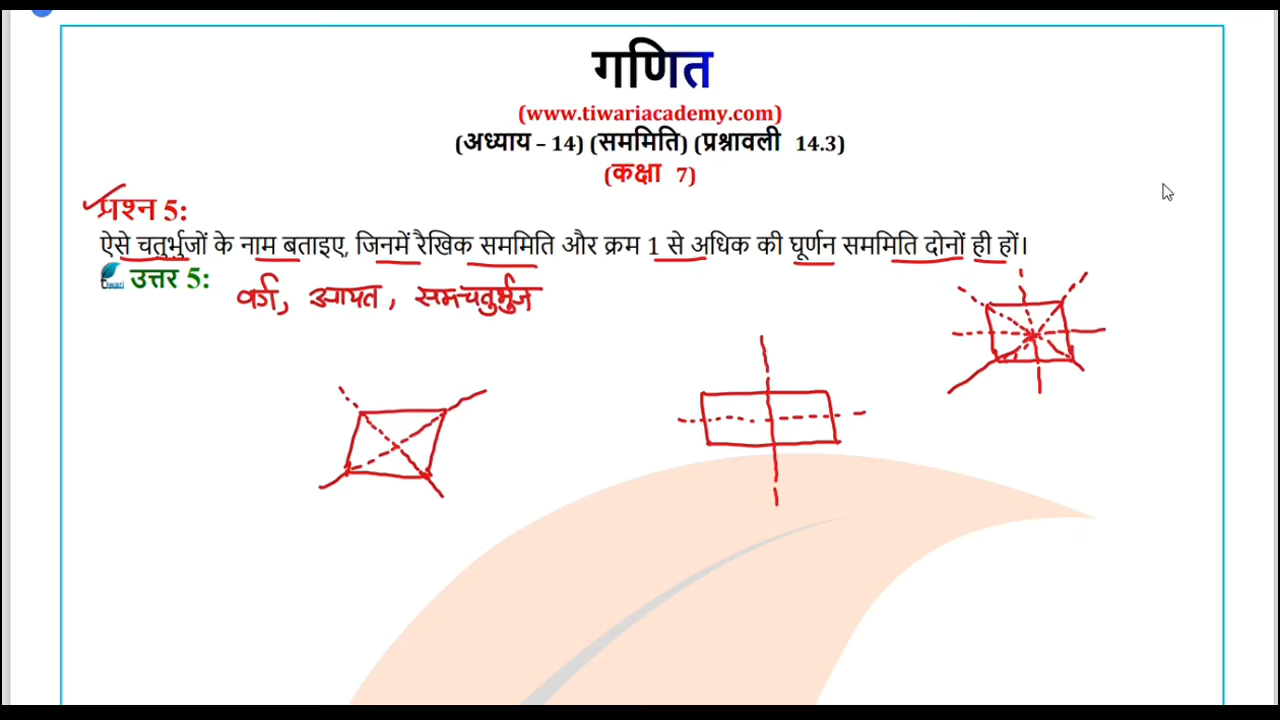 गणित
(www.tiwariacademy.com)
(अध्याय – 14) (सममिति) (प्रश्नावली 14.3)
(कक्षा 7)
प्रश्न 5:
ऐसे चतुर्भुजों के नाम बताइए, जिनमें रैखिक सममिति और क्रम 1 से अधिक की घूर्णन सममिति दोनों ही हों।
उत्तर 5:
वर्ग, आयत, समचतुर्भुज